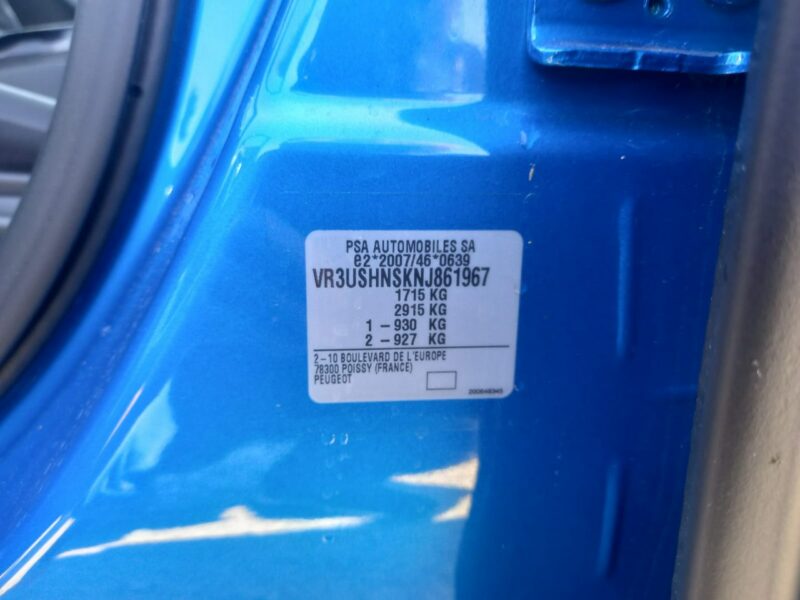 PSA AUTOMOBILES SA
e2*2007/46*0639
VR3USHNSKNJ861967
1715 KG
2915 KG
1 - 930 KG
2 - 927 KG
2-10 BOULEVARD DE L'EUROPE
78300 POISSY (FRANCE)
PEUGEOT